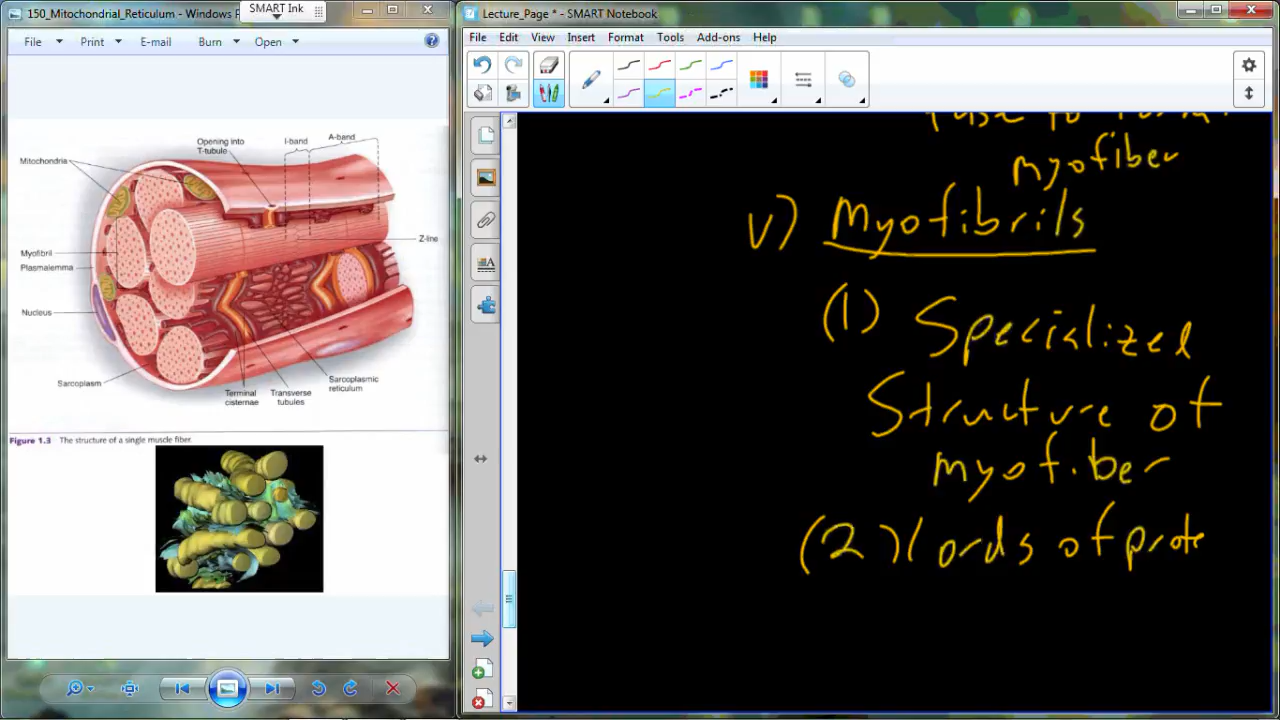 150_Mitochondrial_Reticulum - Windows P
SMART Ink
File Print E-mail Burn Open
Opening into
T-tubule
I-band
A-band
Mitochondria
Z-line
Myofibril
Plasmalemma
Nucleus
Sarcoplasm
Terminal
cisternae
Transverse
tubules
Sarcoplasmic
reticulum
Figure 1.3 The structure of a single muscle fiber.
Lecture_Page * - SMART Notebook
File Edit View Insert Format Tools Add-ons Help
fuse to form
myofiber
v) Myofibrils
(1) Specialized
Structure of
myofiber
(2) Cords of prote